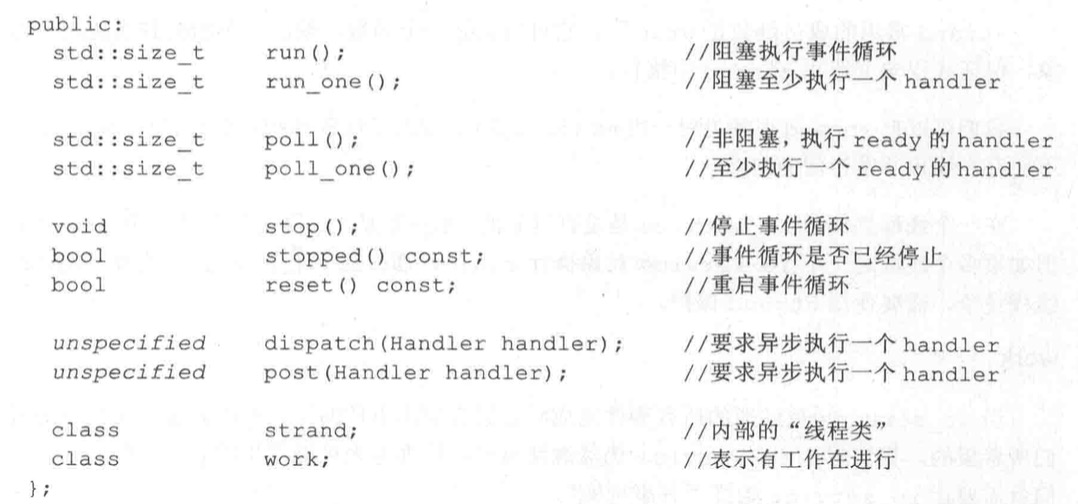 public:
std::size_t run(); //阻塞执行事件循环
std::size_t run_one(); //阻塞至少执行一个 handler
std::size_t poll(); //非阻塞，执行 ready 的 handler
std::size_t poll_one(); //至少执行一个 ready 的 handler
void stop(); //停止事件循环
bool stopped() const; //事件循环是否已经停止
bool reset() const; //重启事件循环
unspecified dispatch(Handler handler); //要求异步执行一个 handler
unspecified post(Handler handler); //要求异步执行一个 handler
class strand; //内部的“线程类”
class work; //表示有工作在进行
};